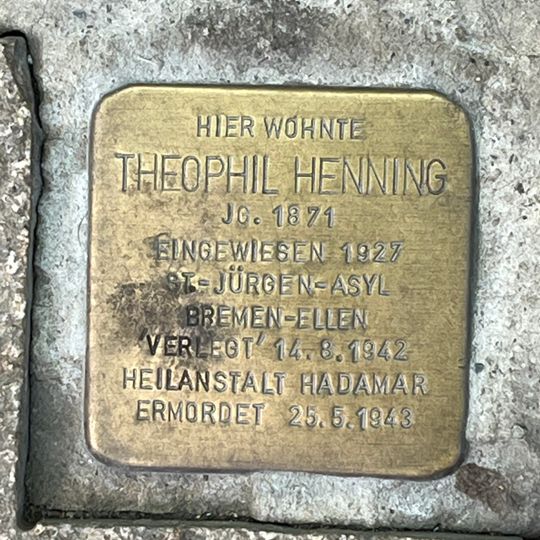 HIER WOHNTE
THEOPHIL HENNING
JG. 1871
EINGEWIESEN 1927
ST-JÜRGEN-ASYL
BREMEN-ELLEN
'VERLEGT' 14.8.1942
HEILANSTALT HADAMAR
ERMORDET 25.5.1943